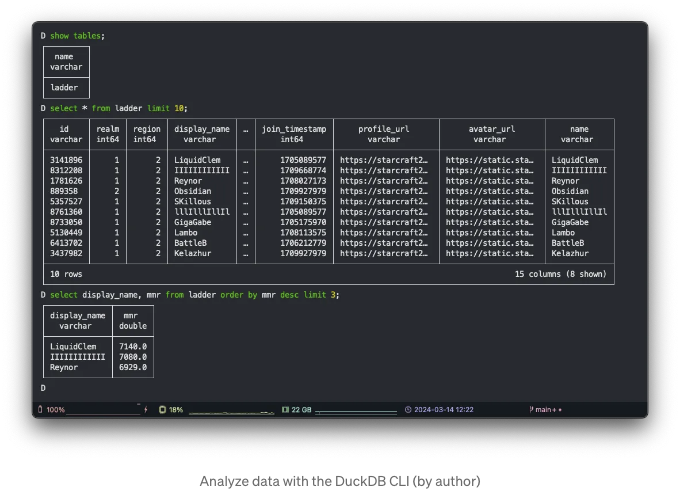 D show tables;
name
varchar
ladder
D select * from ladder limit 10;
id realm region display_name … join_timestamp profile_url avatar_url name
varchar int64 int64 varchar int64 varchar varchar varchar
3141896 1 2 LiquidClem … 1705089577 https://starcraft2… https://static.sta… LiquidClem
8312208 1 2 IIIIIIIIIIII … 1709668774 https://starcraft2… https://static.sta… IIIIIIIIIIII
1781626 1 2 Reynor … 1708027173 https://starcraft2… https://static.sta… Reynor
889358 1 2 Obsidian … 1709927979 https://starcraft2… https://static.sta… Obsidian
5357527 1 2 SKillous … 1709150375 https://starcraft2… https://static.sta… SKillous
8761360 1 2 lllIllIllIl … 1705089577 https://starcraft2… https://static.sta… lllIllIllIl
8733050 1 2 GigaGabe … 1705175970 https://starcraft2… https://static.sta… GigaGabe
5130449 1 2 Lambo … 1708113575 https://starcraft2… https://static.sta… Lambo
6413702 1 2 BattleB … 1706212779 https://starcraft2… https://static.sta… BattleB
3437982 1 2 Kelazhur … 1709927979 https://starcraft2… https://static.sta… Kelazhur
10 rows 15 columns (8 shown)
D select display_name, mmr from ladder order by mmr desc limit 3;
display_name mmr
varchar double
LiquidClem 7140.0
IIIIIIIIIIII 7080.0
Reynor 6929.0
D
100% 18% 22 GB 2024-03-14 12:22 main
Analyze data with the DuckDB CLI (by author)